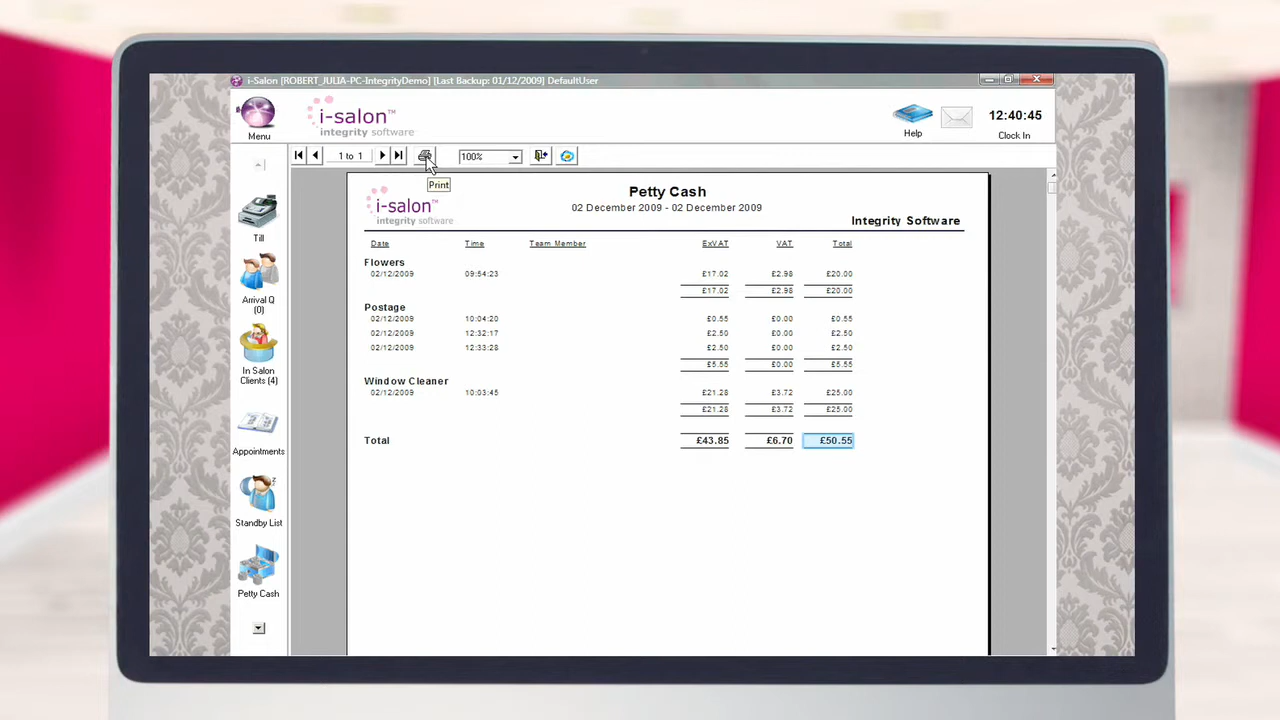 i-Salon [ROBERT_JULIA-PC-IntegrityDemo] [Last Backup: 01/12/2009] DefaultUser
Menu
i-salon™
integrity software
Help
12:40:45
Clock In
1 to 1
100%
Print
Till
Arrival Q
(0)
In Salon
Clients (4)
Appointments
Standby List
Petty Cash
i-salon™
integrity software
Petty Cash
02 December 2009 - 02 December 2009
Integrity Software
Date Time Team Member ExVAT VAT Total
Flowers
02/12/2009 09:54:23 £17.02 £2.98 £20.00
£17.02 £2.98 £20.00
Postage
02/12/2009 10:04:20 £0.55 £0.00 £0.55
02/12/2009 12:32:17 £2.50 £0.00 £2.50
02/12/2009 12:33:28 £2.50 £0.00 £2.50
£5.55 £0.00 £5.55
Window Cleaner
02/12/2009 10:03:45 £21.28 £3.72 £25.00
£21.28 £3.72 £25.00
Total £43.85 £6.70 £50.55